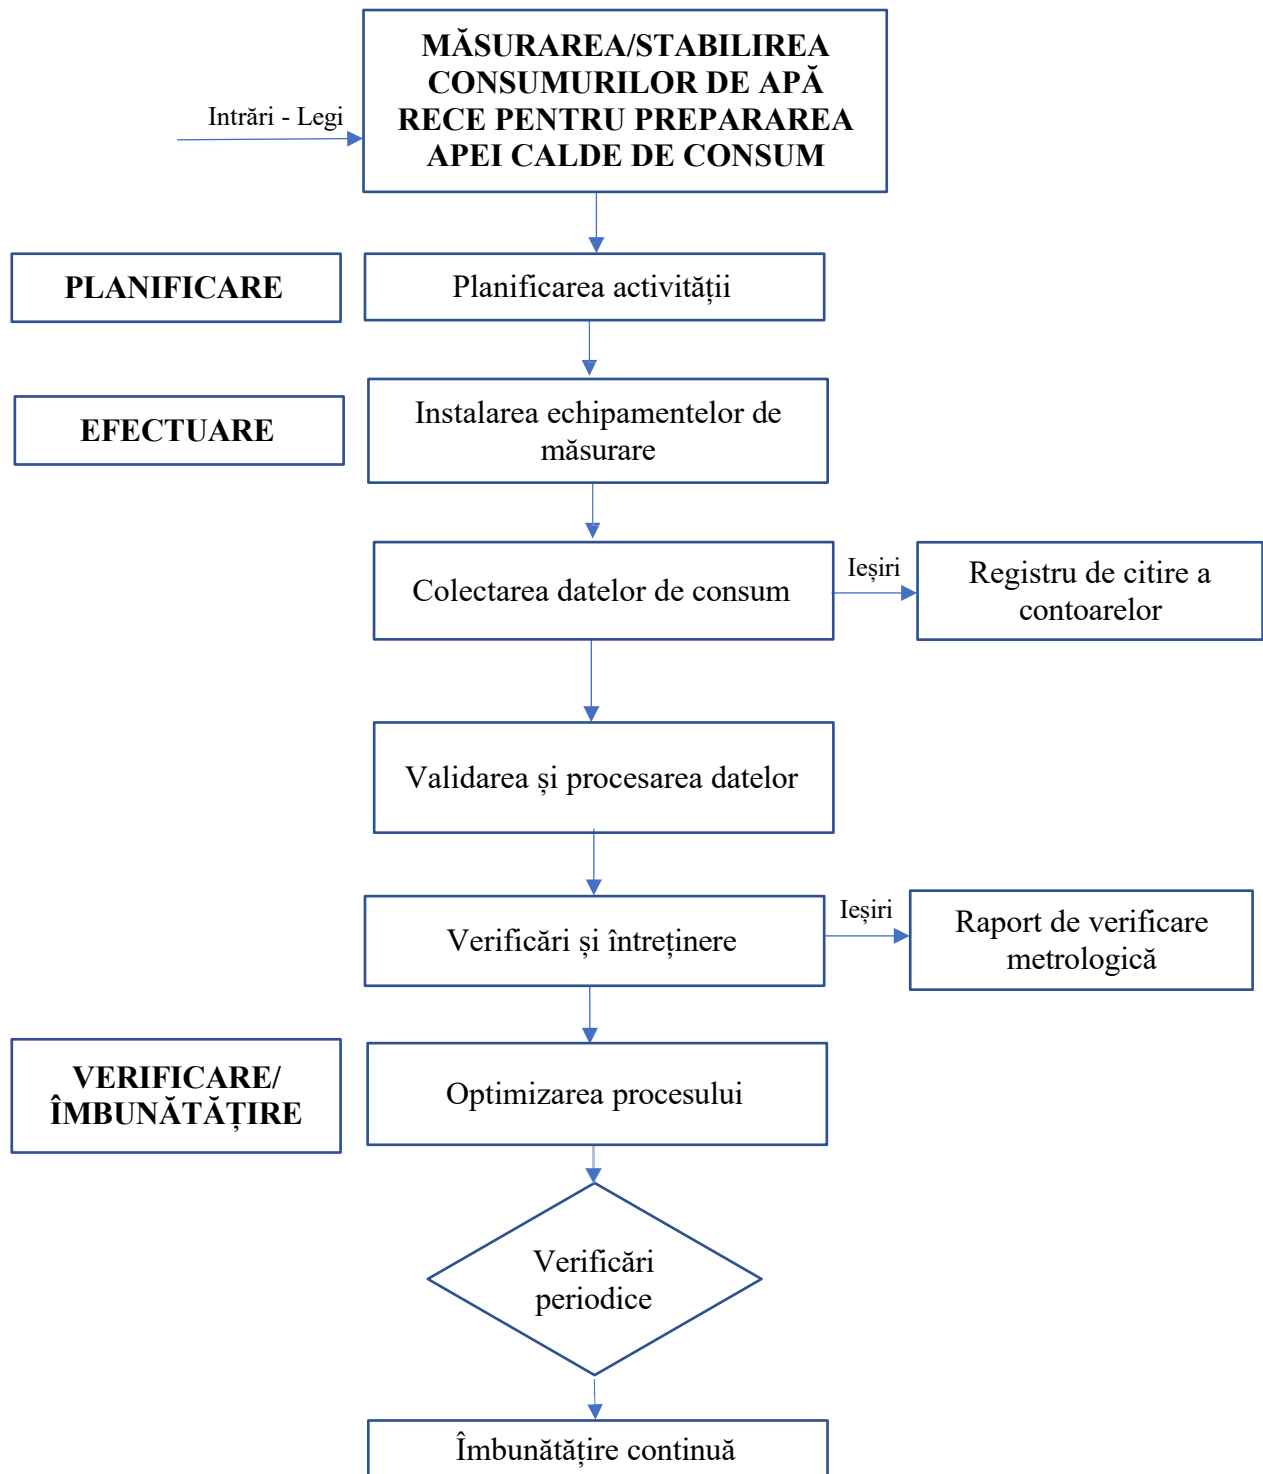 MĂSURAREA/STABILIREA
CONSUMURILOR DE APĂ
RECE PENTRU PREPARAREA
APEI CALDE DE CONSUM
Intrări - Legi
PLANIFICARE
Planificarea activității
EFECTUARE
Instalarea echipamentelor de
măsurare
Colectarea datelor de consum
Ieșiri
Registru de citire a
contoarelor
Validarea și procesarea datelor
Verificări și întreținere
Ieșiri
Raport de verificare
metrologică
VERIFICARE/
ÎMBUNĂTĂȚIRE
Optimizarea procesului
Verificări
periodice
Îmbunătățire continuă